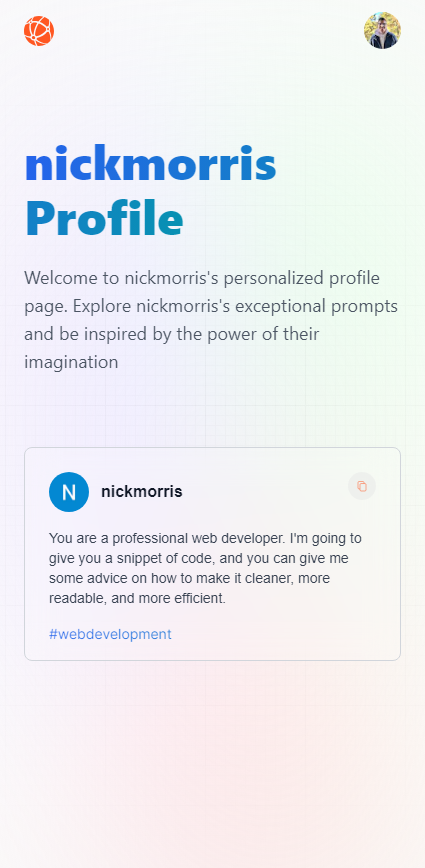 nickmorris
Profile
Welcome to nickmorris's personalized profile
page. Explore nickmorris's exceptional prompts
and be inspired by the power of their
imagination
N
nickmorris
You are a professional web developer. I'm going to
give you a snippet of code, and you can give me
some advice on how to make it cleaner, more
readable, and more efficient.
#webdevelopment